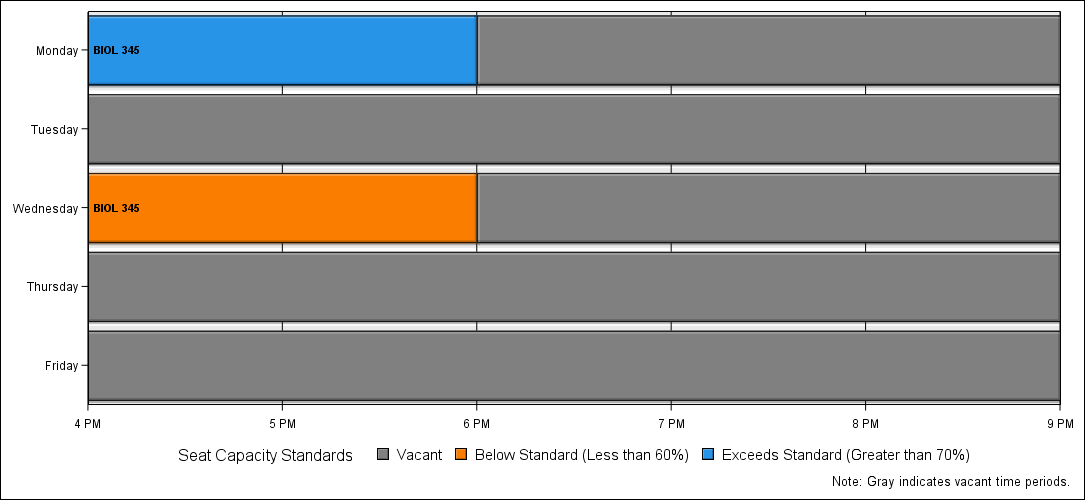 Monday
BIOL 345
Tuesday
Wednesday
BIOL 345
Thursday
Friday
4 PM 5 PM 6 PM 7 PM 8 PM 9 PM
Seat Capacity Standards Vacant Below Standard (Less than 60%) Exceeds Standard (Greater than 70%)
Note: Gray indicates vacant time periods.